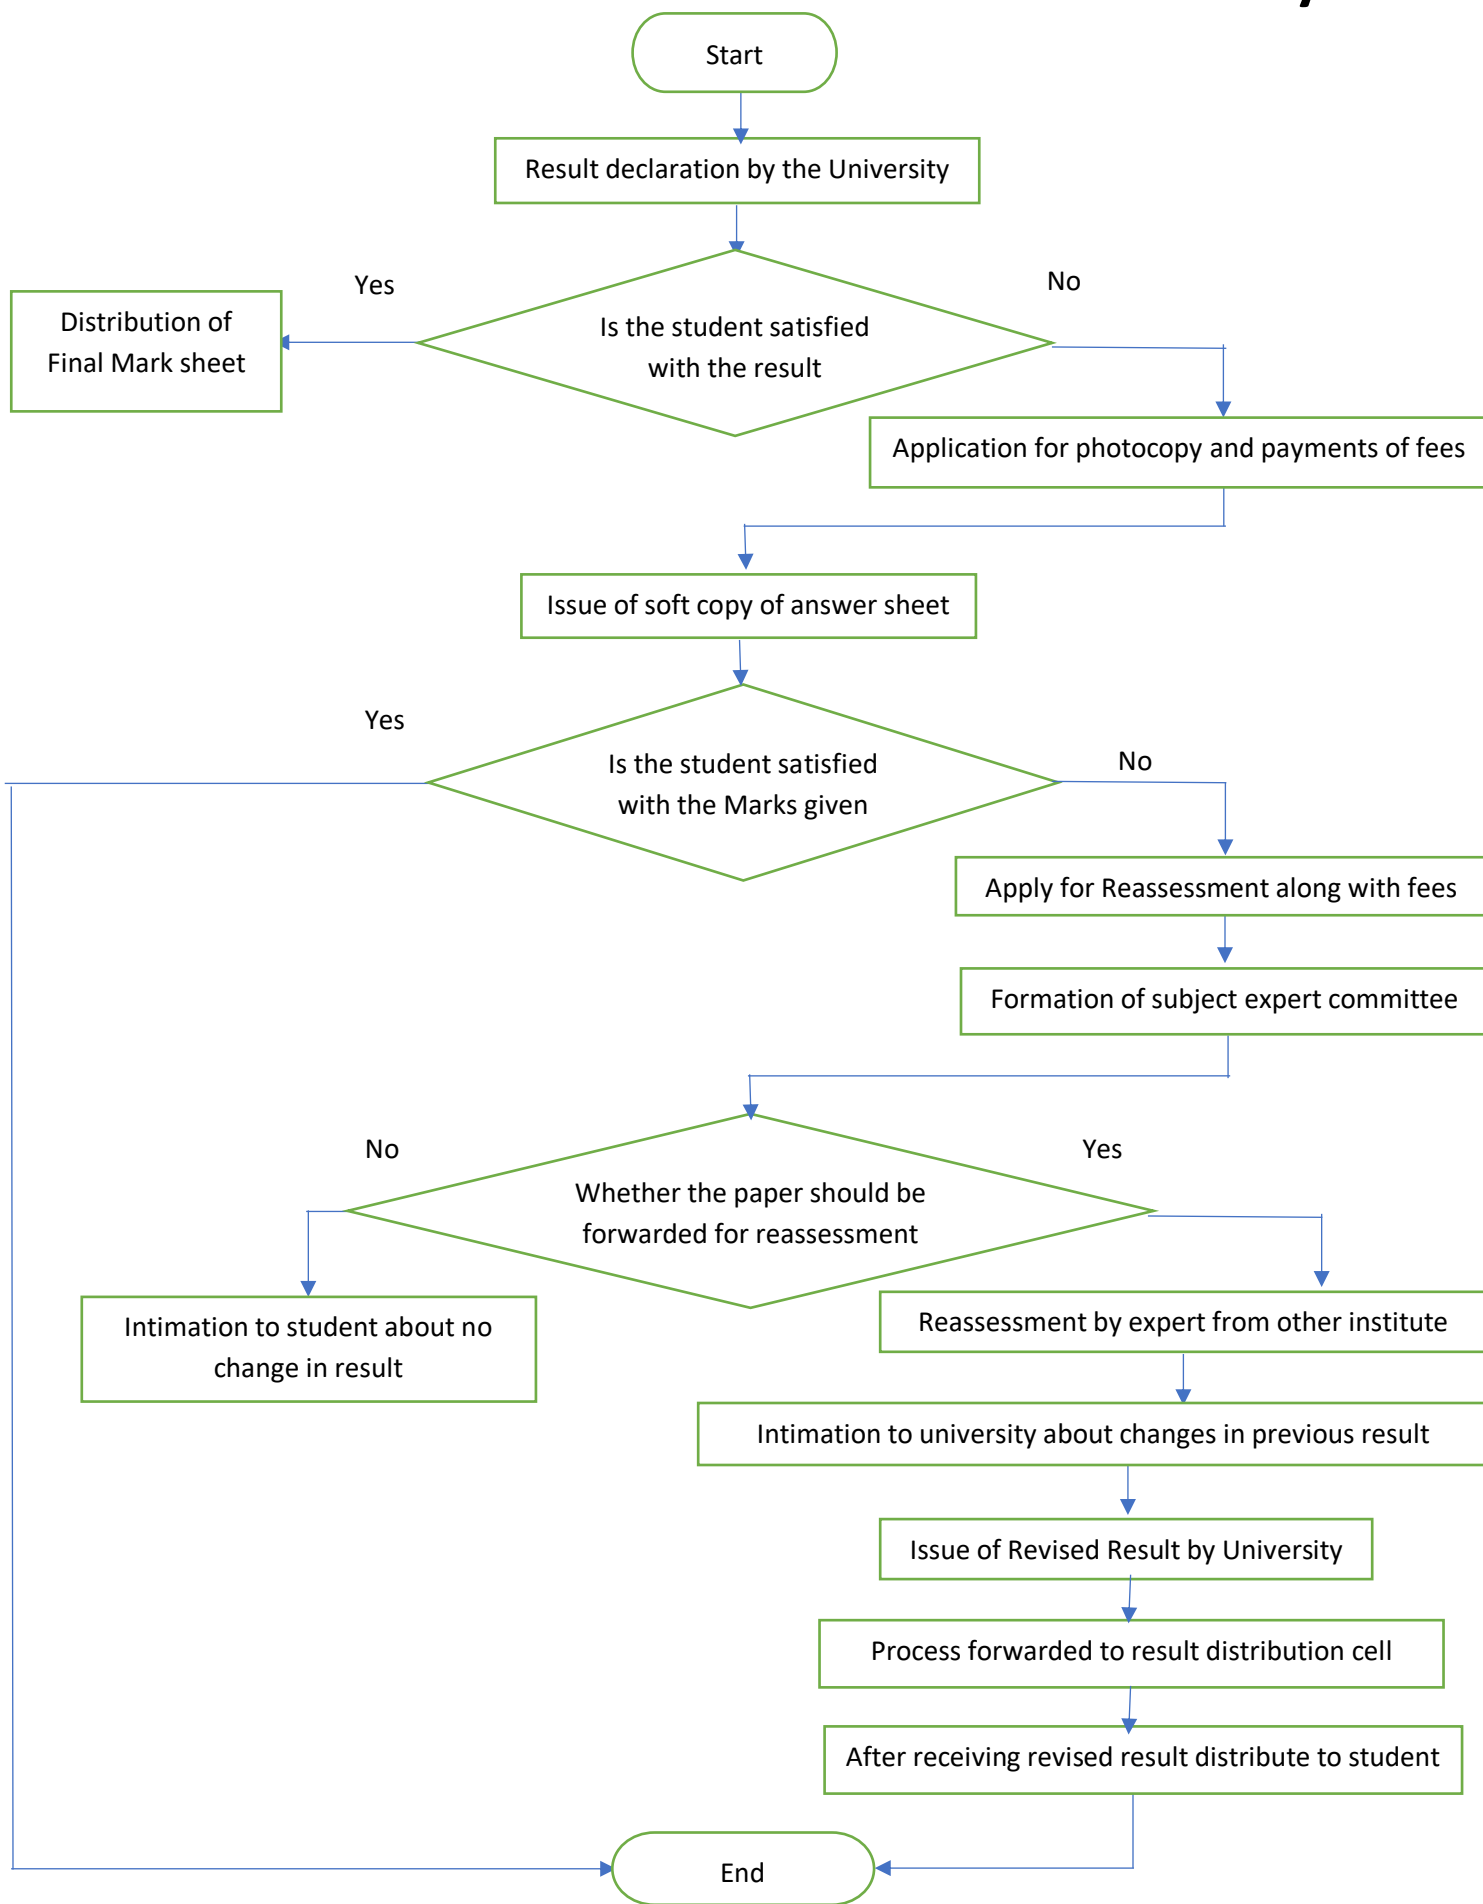 Start
Result declaration by the University
Yes
No
Distribution of
Final Mark sheet
Is the student satisfied
with the result
Application for photocopy and payments of fees
Issue of soft copy of answer sheet
Yes
Is the student satisfied
with the Marks given
No
Apply for Reassessment along with fees
Formation of subject expert committee
No
Yes
Whether the paper should be
forwarded for reassessment
Intimation to student about no
change in result
Reassessment by expert from other institute
Intimation to university about changes in previous result
Issue of Revised Result by University
Process forwarded to result distribution cell
After receiving revised result distribute to student
End